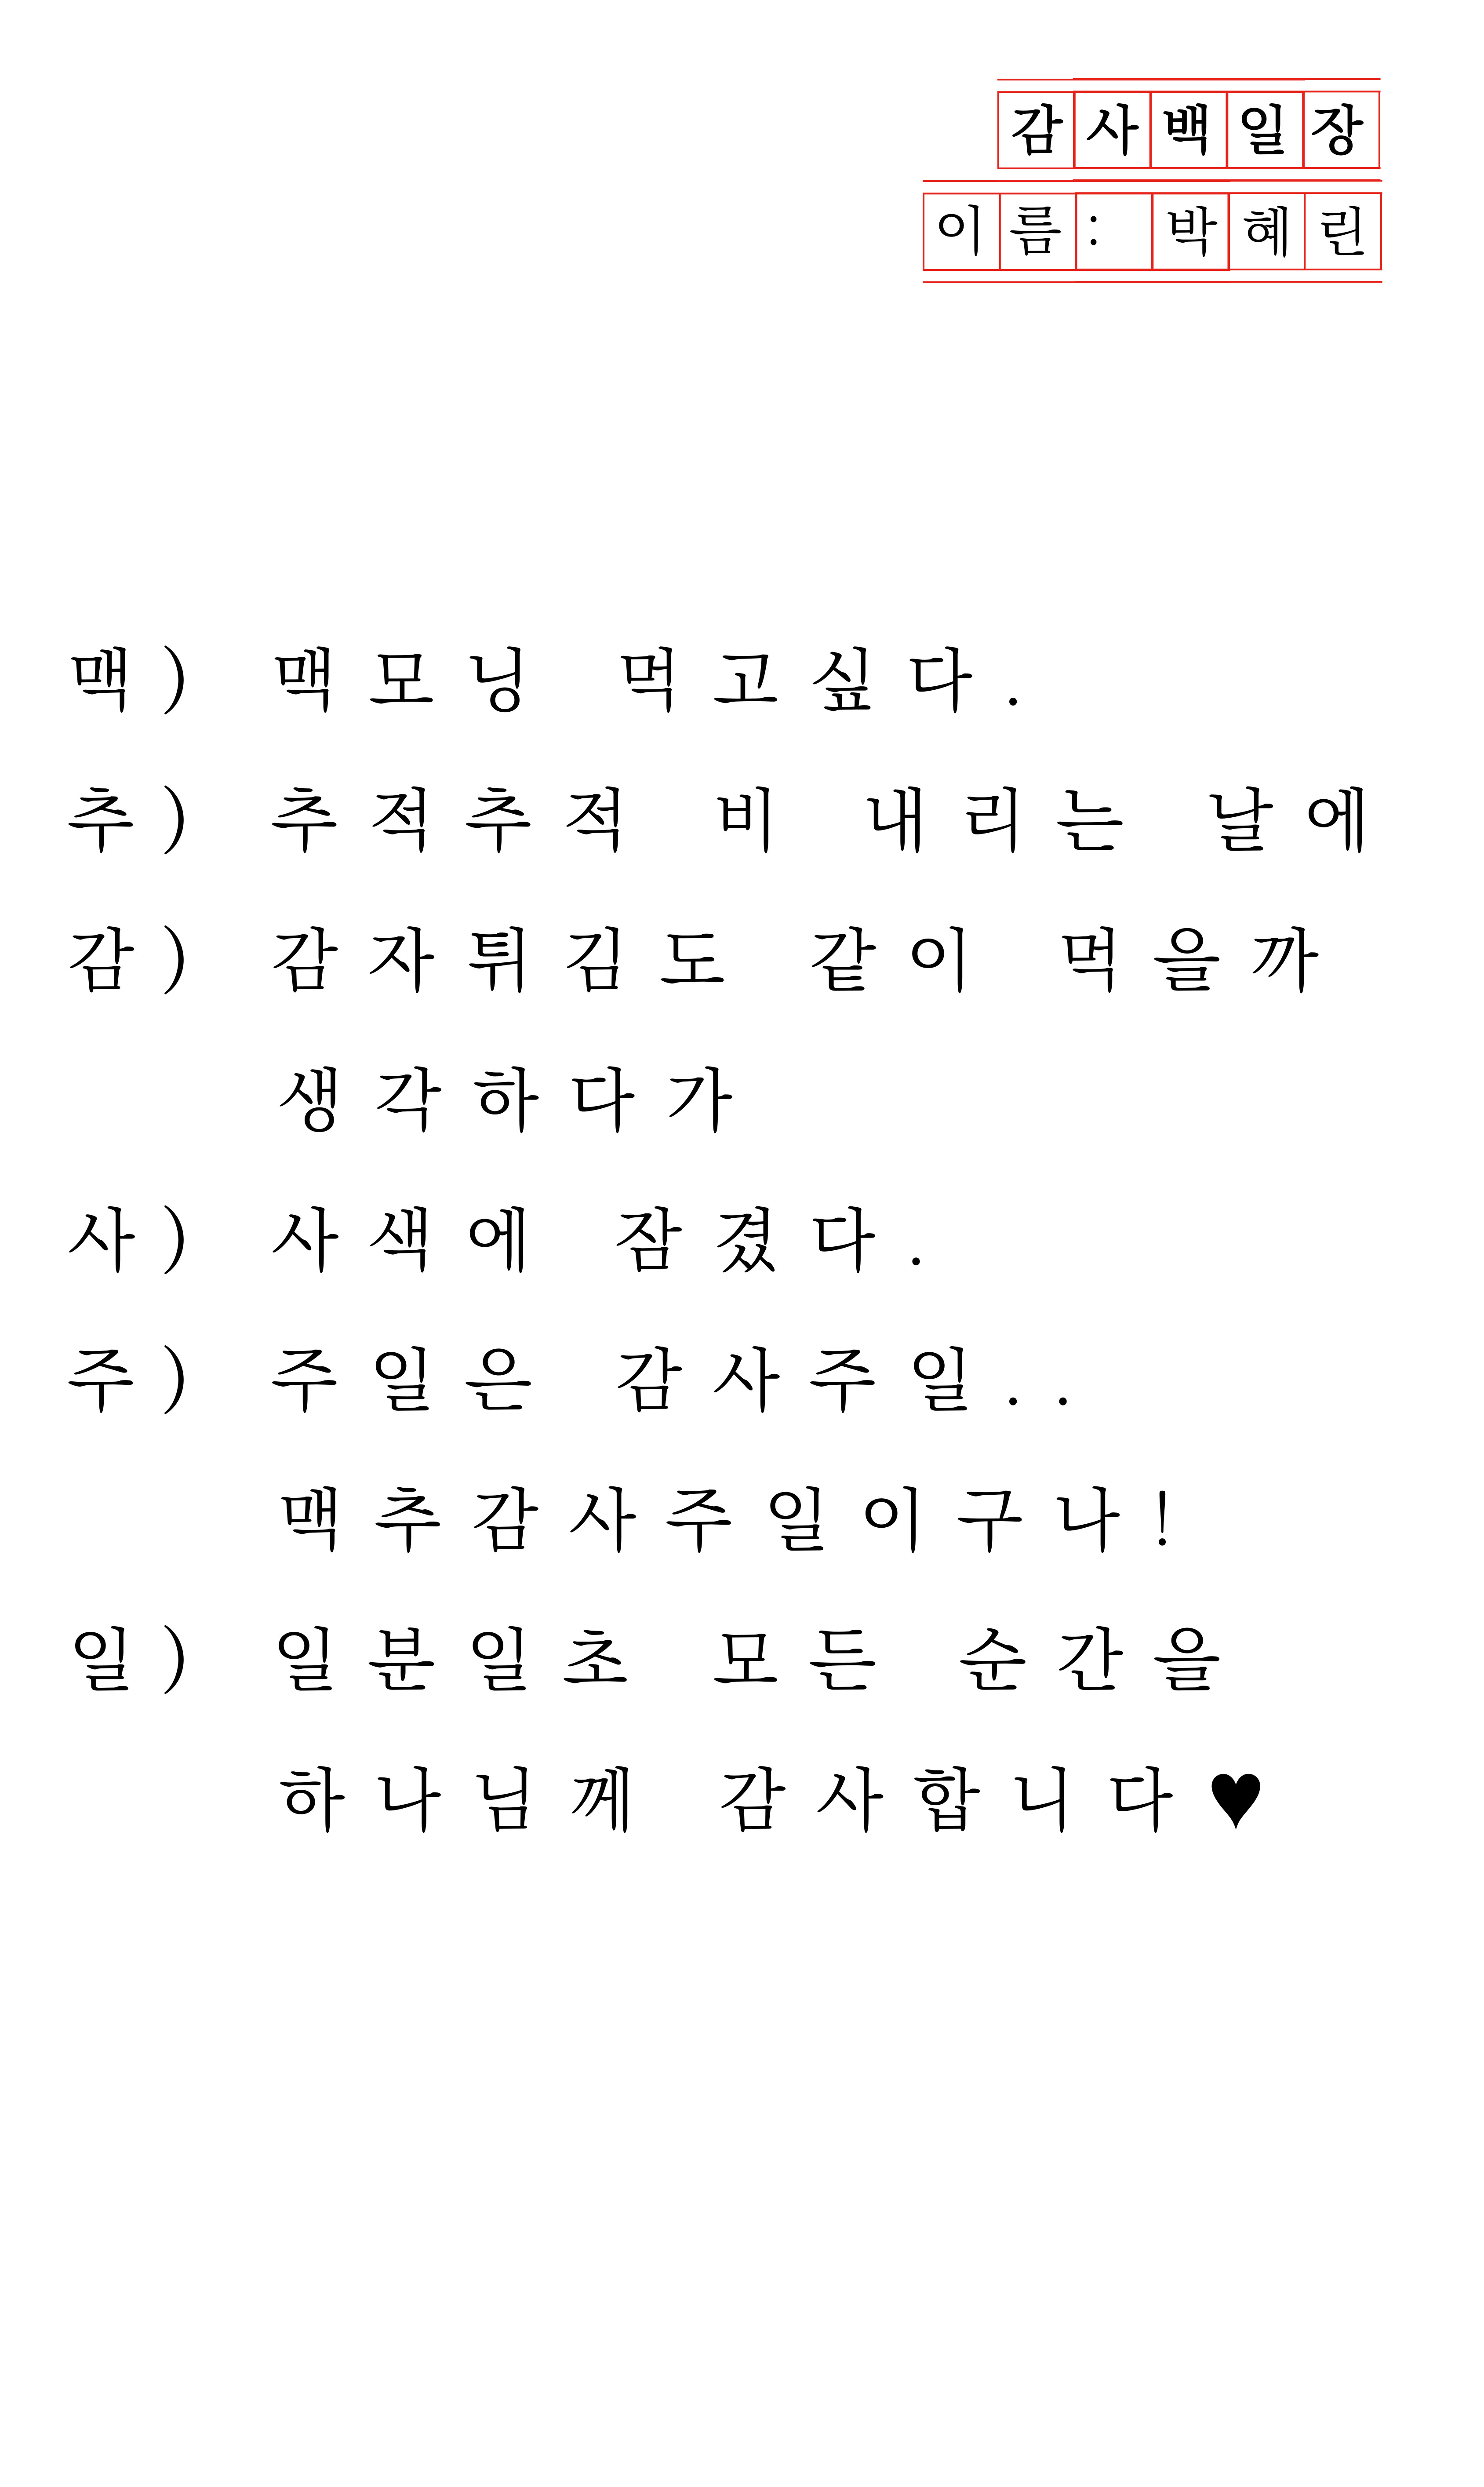 감사백일장
이름: 박혜린
맥) 맥모닝 먹고싶다.
추) 추적추적 비 내리는 날에
감) 감자튀김도 같이 먹을까
생각하다가
사) 사색에 잠겼다.
주) 주일은 감사주일..
맥추감사주일이구나!
일) 일분일초 모든 순간을
하나님께 감사합니다♥